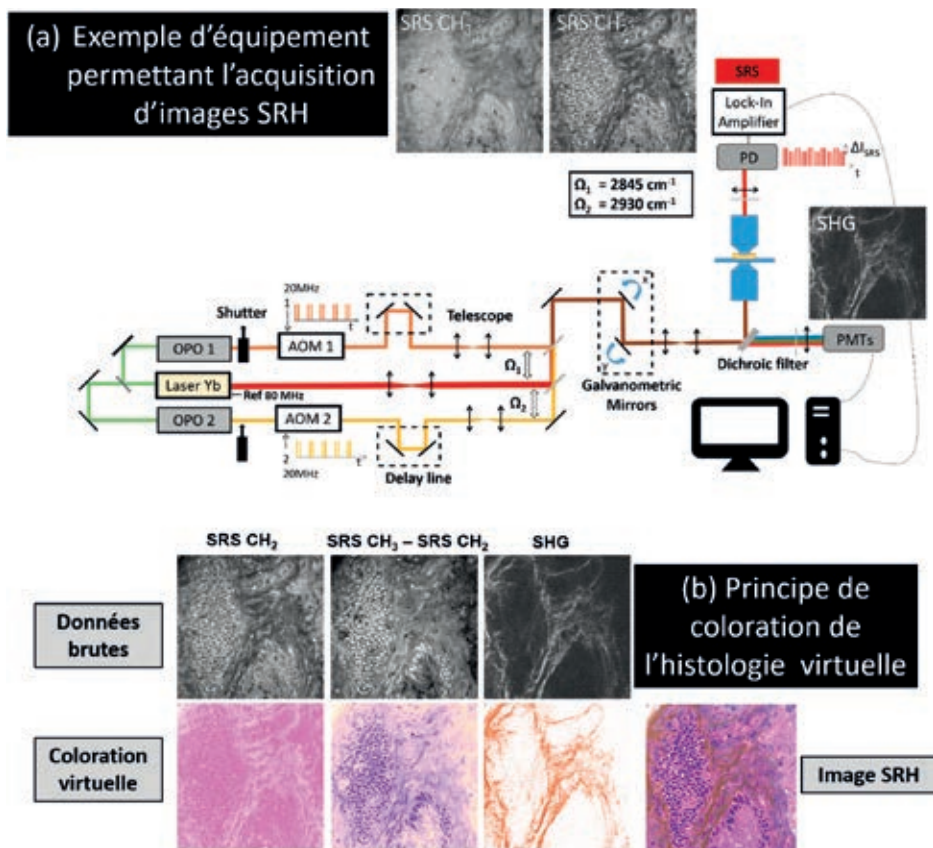 (a) Exemple d'équipement
permettant l'acquisition
d'images SRH
SRS CH₃
SRS CH₂
SRS
Lock-In
Amplifier
PD
ΔI_SRS
t
Ω₁ = 2845 cm⁻¹
Ω₂ = 2930 cm⁻¹
SHG
20MHz
1
t
Shutter
Telescope
X
Y
OPO 1
AOM 1
Ω₁
Laser Yb
Ref 80 MHz
Ω₂
OPO 2
AOM 2
2
20MHz
t
Delay line
Galvanometric
Mirrors
Dichroic filter
PMTs
SRS CH₂
SRS CH₃ – SRS CH₂
SHG
Données
brutes
(b) Principe de
coloration de
l'histologie virtuelle
Coloration
virtuelle
Image SRH